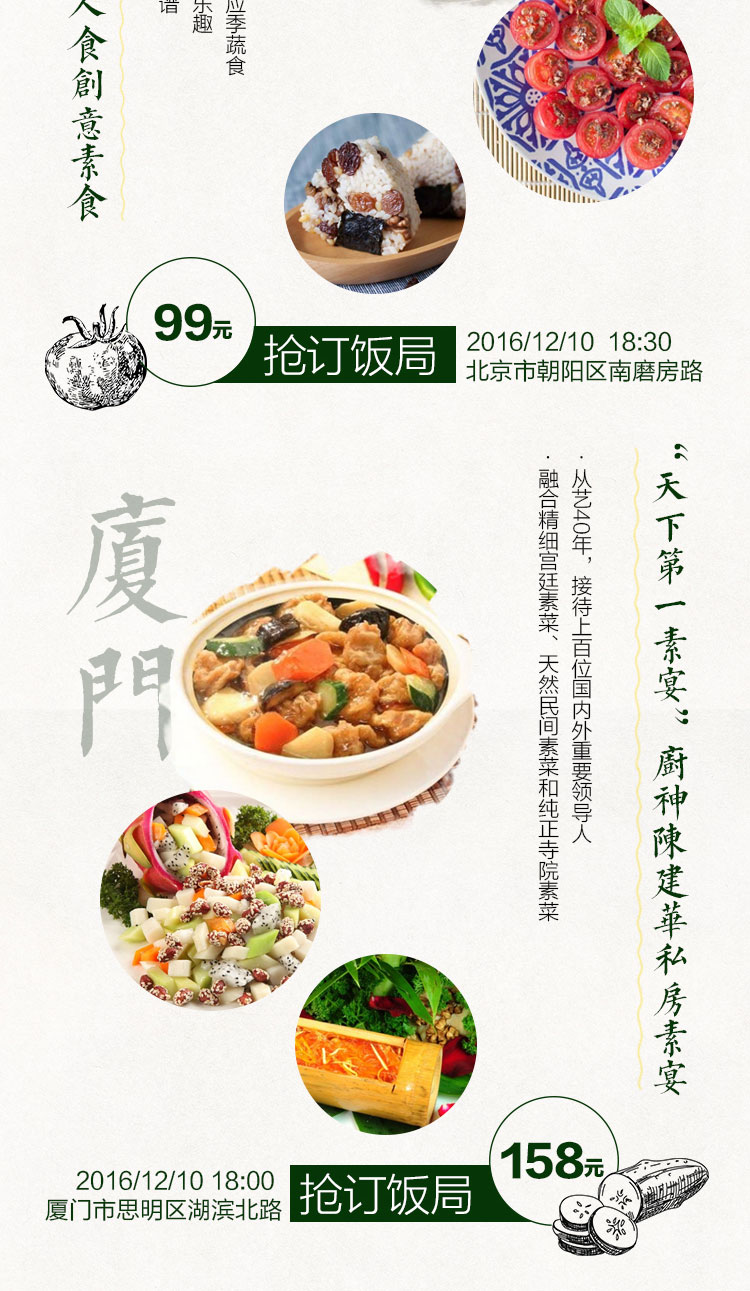 食創意素食
应季蔬食
乐趣
谱
99元
抢订饭局
2016/12/10 18:30
北京市朝阳区南磨房路
廈門
“天下第一素宴”廚神陳建華私房素宴
· 从艺40年，接待上百位国内外重要领导人
· 融合精细宫廷素菜、天然民间素菜和纯正寺院素菜
158元
抢订饭局
2016/12/10 18:00
厦门市思明区湖滨北路